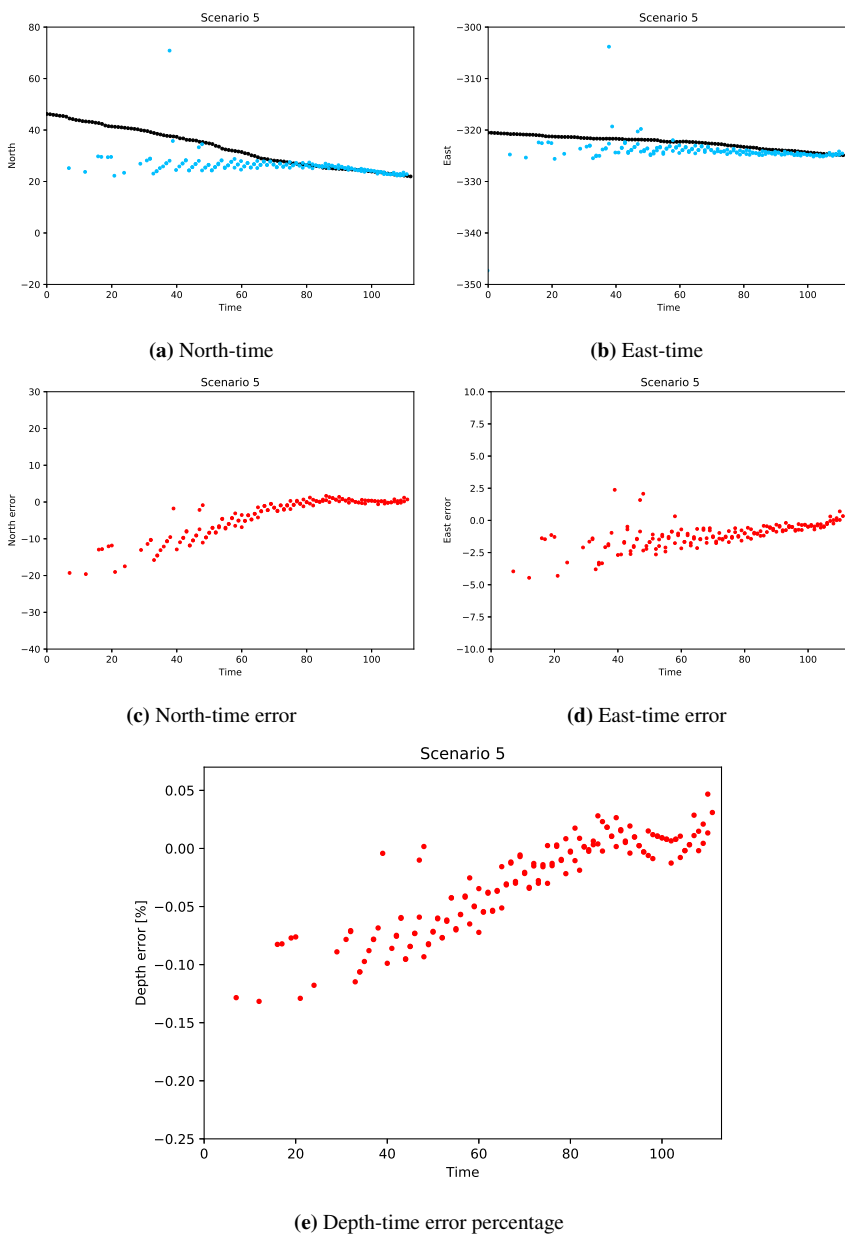 Scenario 5
80
60
40
20
0
−20
North
0 20 40 60 80 100
Time
(a) North-time
Scenario 5
−300
−310
−320
−330
−340
−350
East
0 20 40 60 80 100
Time
(b) East-time
Scenario 5
30
20
10
0
−10
−20
−30
−40
North error
0 20 40 60 80 100
Time
(c) North-time error
Scenario 5
10.0
7.5
5.0
2.5
0.0
−2.5
−5.0
−7.5
−10.0
East error
0 20 40 60 80 100
Time
(d) East-time error
Scenario 5
0.05
0.00
−0.05
−0.10
−0.15
−0.20
−0.25
Depth error [%]
0 20 40 60 80 100
Time
(e) Depth-time error percentage